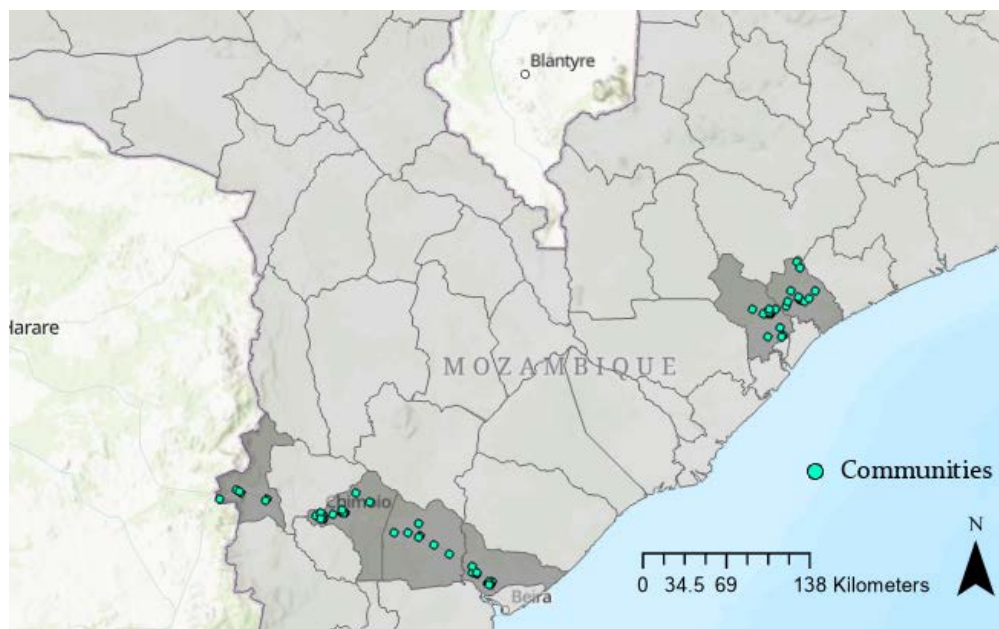 Blantyre
Harare
MOZAMBIQUE
Communities
Chimoio
N
0 34.5 69 138 Kilometers
Beira